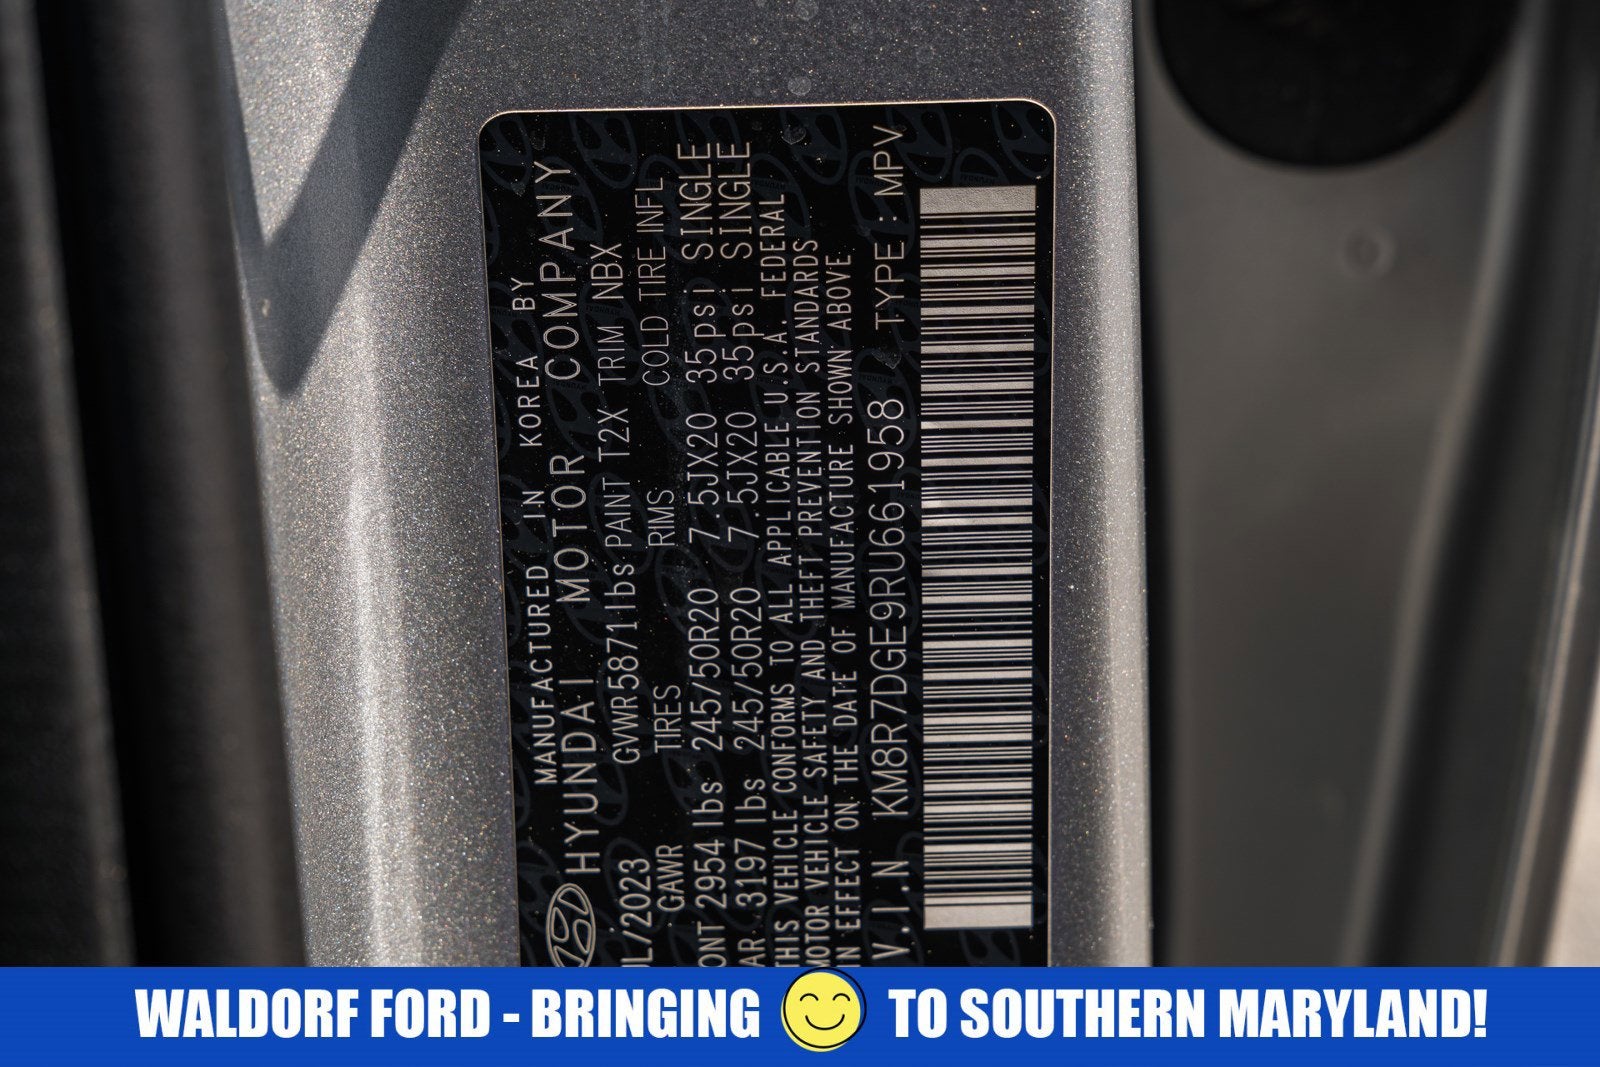 MANUFACTURED IN KOREA BY
HYUNDAI MOTOR COMPANY
UL/2023 GVWR5871lbs PAINT T2X TRIM NBX
GAWR TIRES RIMS COLD TIRE INFL
ONT 2954 lbs 245/50R20 7.5JX20 35psi SINGLE
AR 3197 lbs 245/50R20 7.5JX20 35psi SINGLE
THIS VEHICLE CONFORMS TO ALL APPLICABLE U.S.A. FEDERAL
MOTOR VEHICLE SAFETY AND THEFT PREVENTION STANDARDS
IN EFFECT ON THE DATE OF MANUFACTURE SHOWN ABOVE.
V.I.N KM8R7DGE9RU661958 TYPE:MPV
WALDORF FORD - BRINGING TO SOUTHERN MARYLAND!